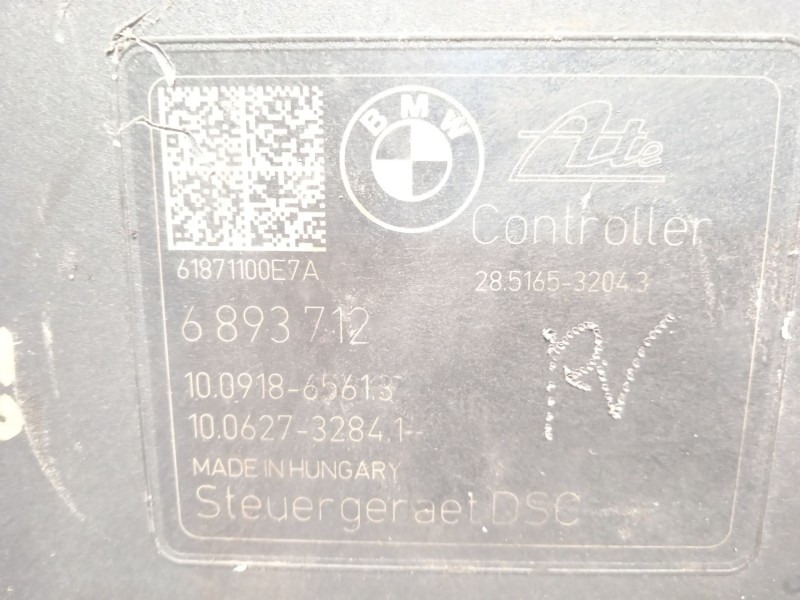 BMW
Ate
Controller
61871100E7A
28.5165-3204.3
6 893 712
10.0918-6561.3
10.0627-3284.1--
MADE IN HUNGARY
Steuergeraet DSC
RV